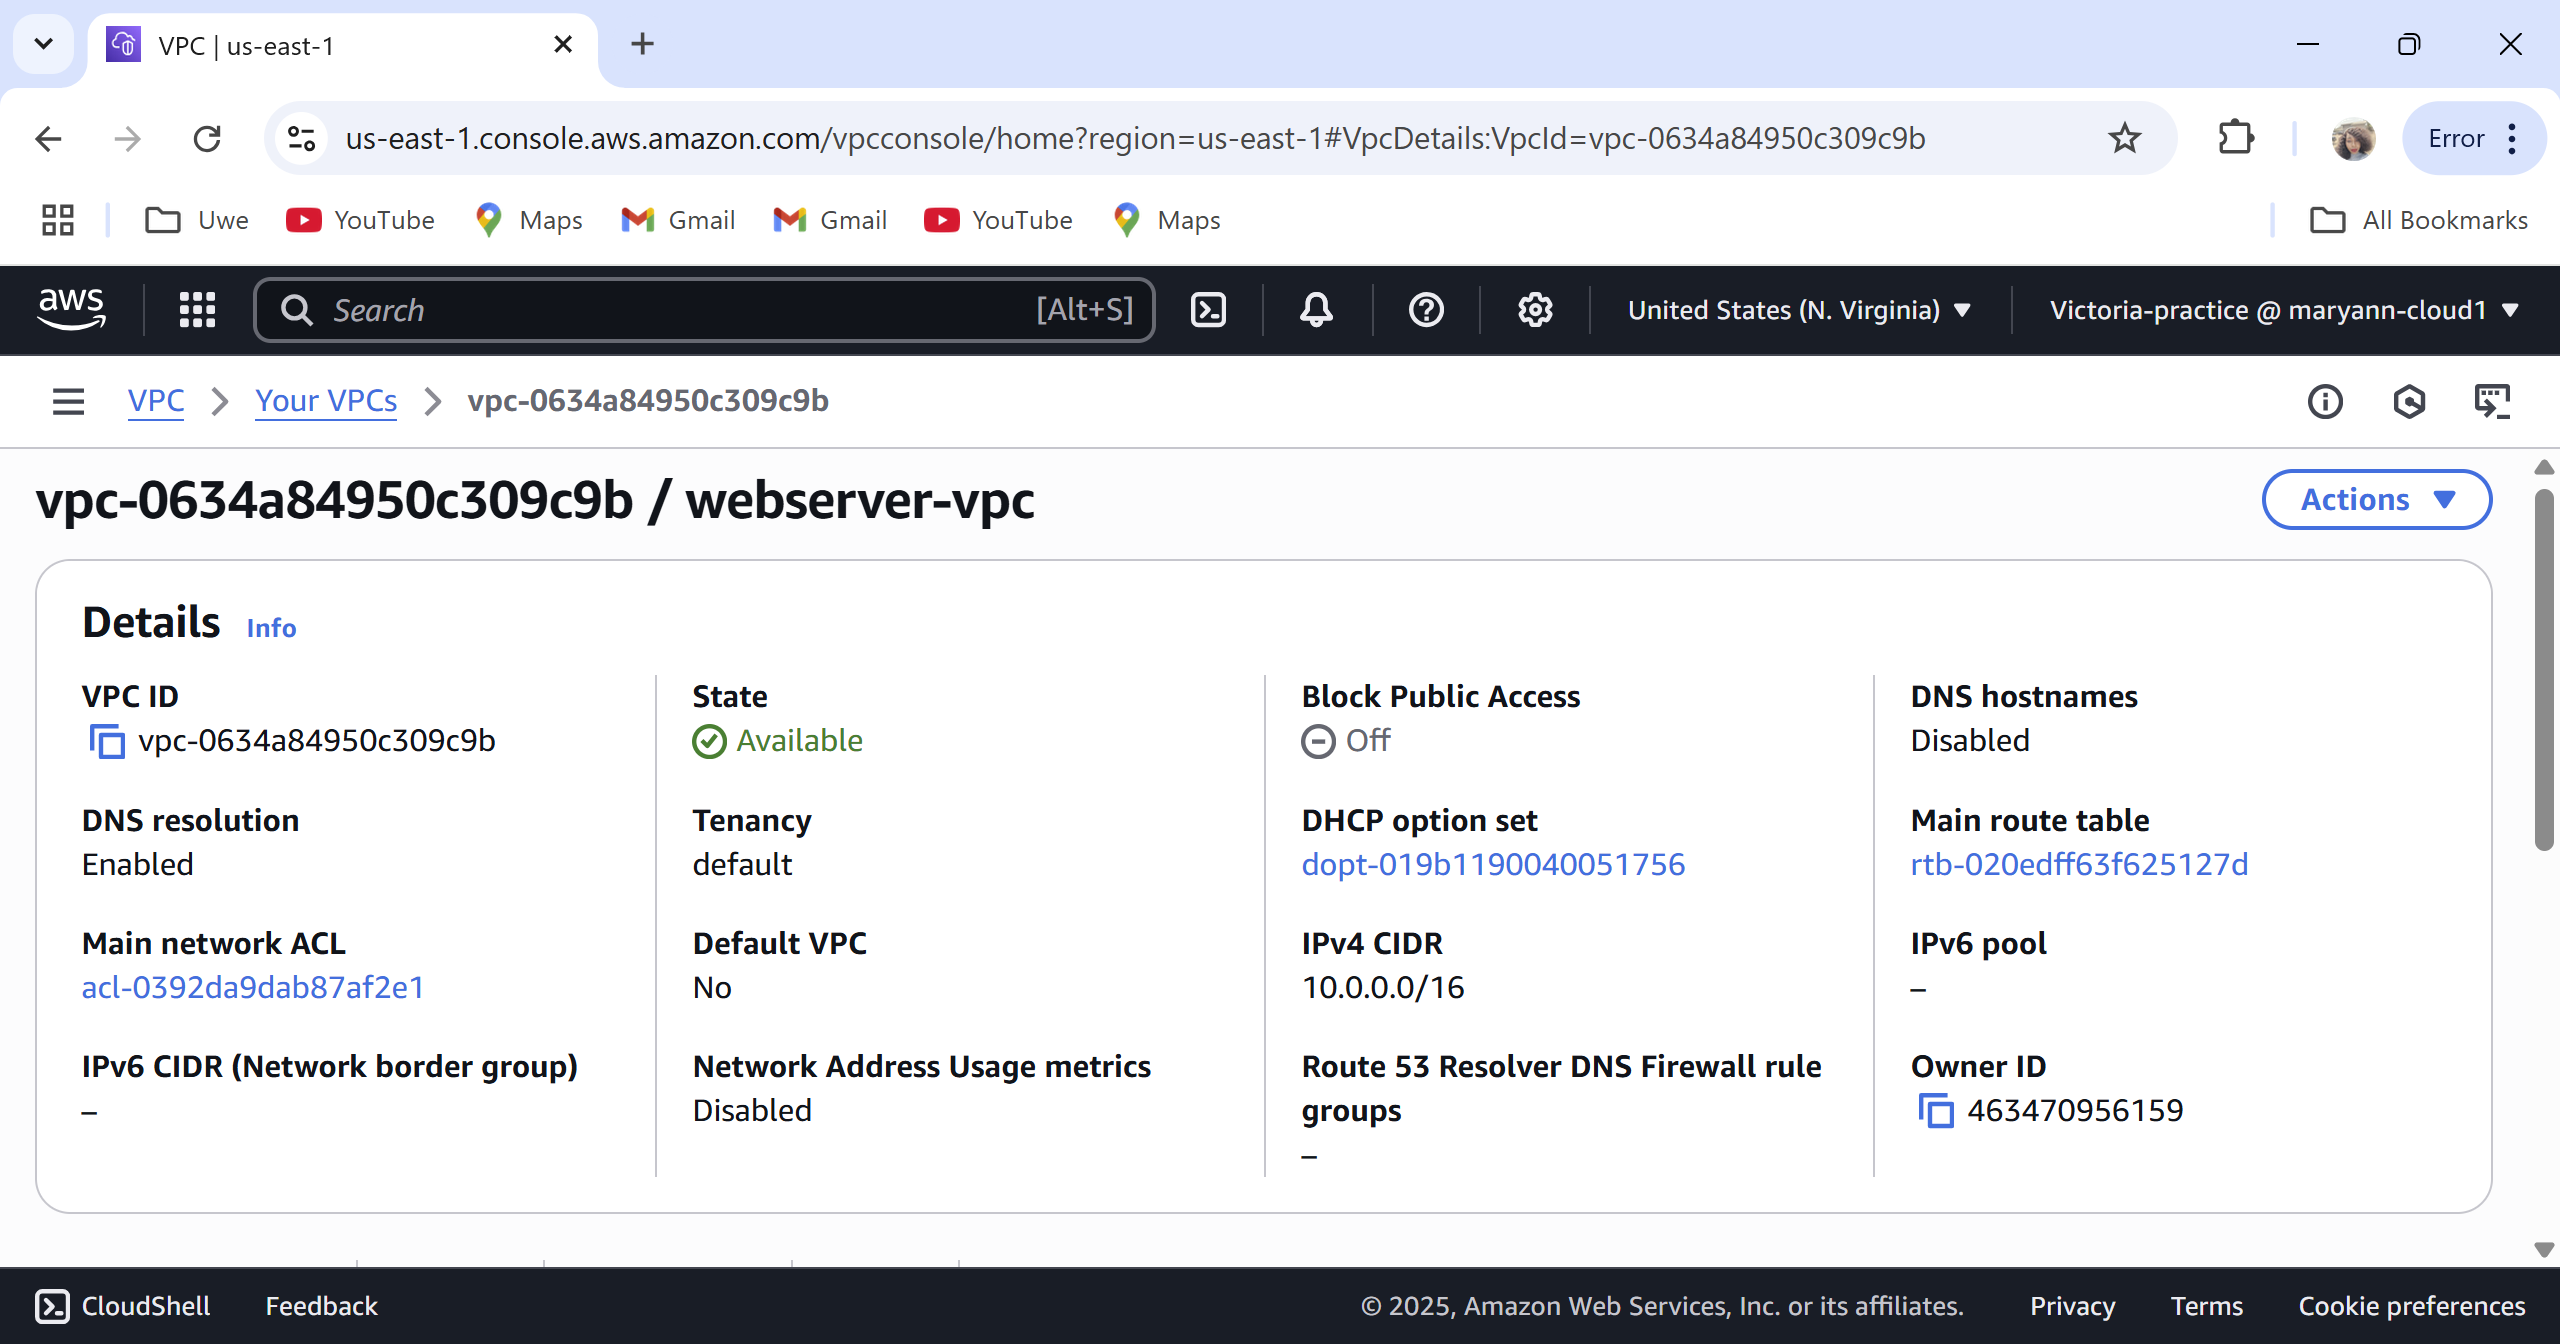 VPC | us-east-1
us-east-1.console.aws.amazon.com/vpcconsole/home?region=us-east-1#VpcDetails:VpcId=vpc-0634a84950c309c9b
Error
Uwe
YouTube
Maps
Gmail
Gmail
YouTube
Maps
All Bookmarks
aws
Search
[Alt+S]
United States (N. Virginia)
Victoria-practice @ maryann-cloud1
VPC
Your VPCs
vpc-0634a84950c309c9b
vpc-0634a84950c309c9b / webserver-vpc
Actions
Details
Info
VPC ID
vpc-0634a84950c309c9b
State
Available
Block Public Access
Off
DNS hostnames
Disabled
DNS resolution
Enabled
Tenancy
default
DHCP option set
dopt-019b1190040051756
Main route table
rtb-020edff63f625127d
Main network ACL
acl-0392da9dab87af2e1
Default VPC
No
IPv4 CIDR
10.0.0.0/16
IPv6 pool
–
IPv6 CIDR (Network border group)
–
Network Address Usage metrics
Disabled
Route 53 Resolver DNS Firewall rule
groups
–
Owner ID
463470956159
CloudShell
Feedback
© 2025, Amazon Web Services, Inc. or its affiliates.
Privacy
Terms
Cookie preferences